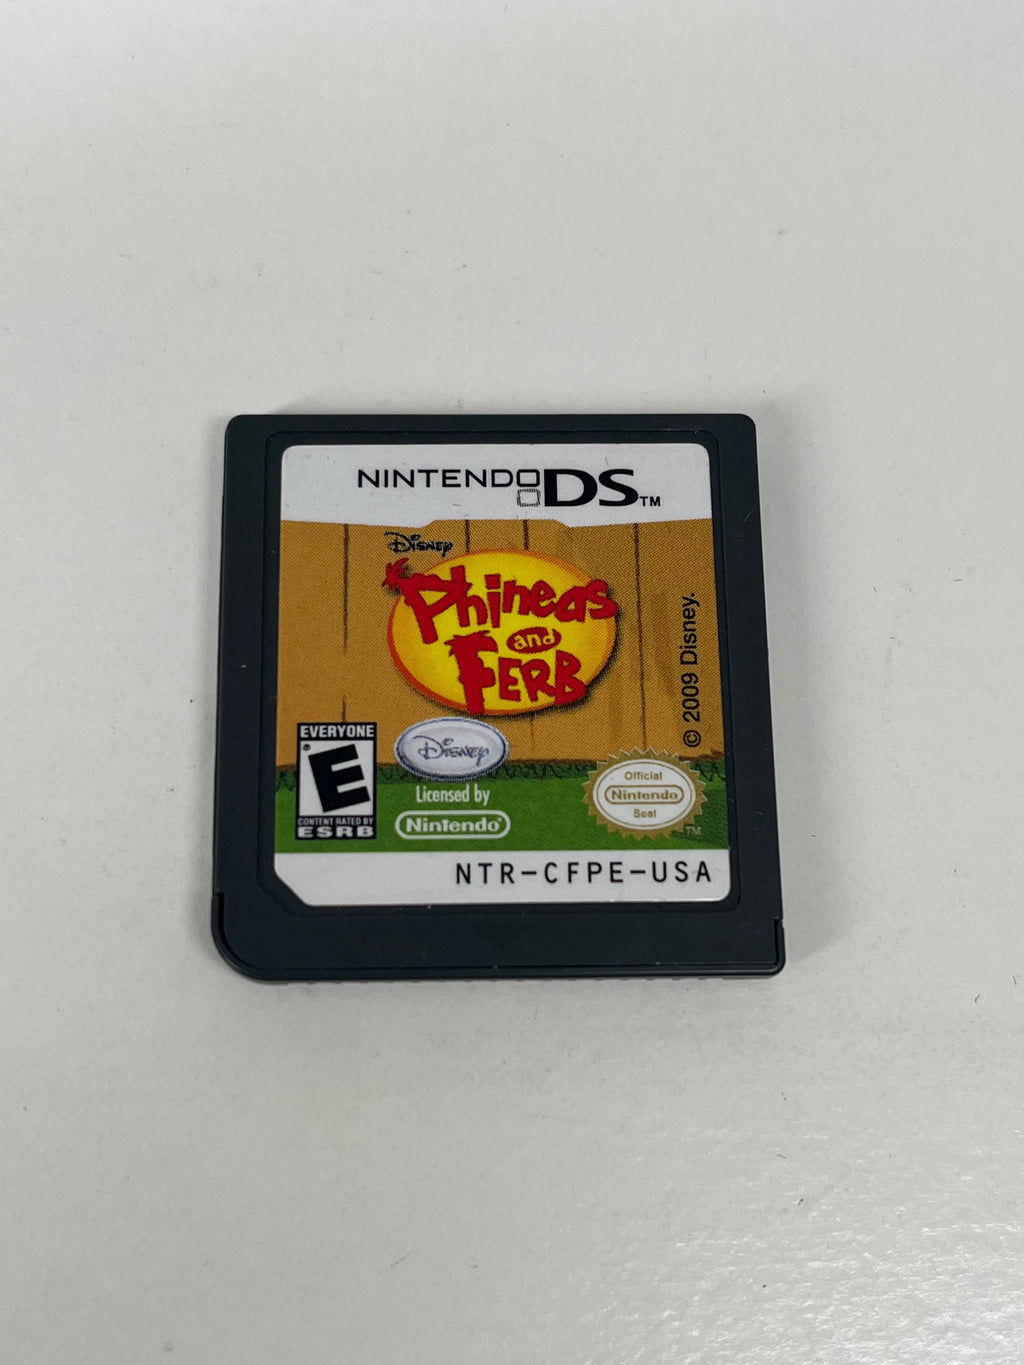 NINTENDO DS™
Disney
Phineas
and
FERB
© 2009 Disney.
EVERYONE
E
®
CONTENT RATED BY
ESRB
Disney
Licensed by
Nintendo®
Official
Nintendo
Seal
TM
NTR-CFPE-USA